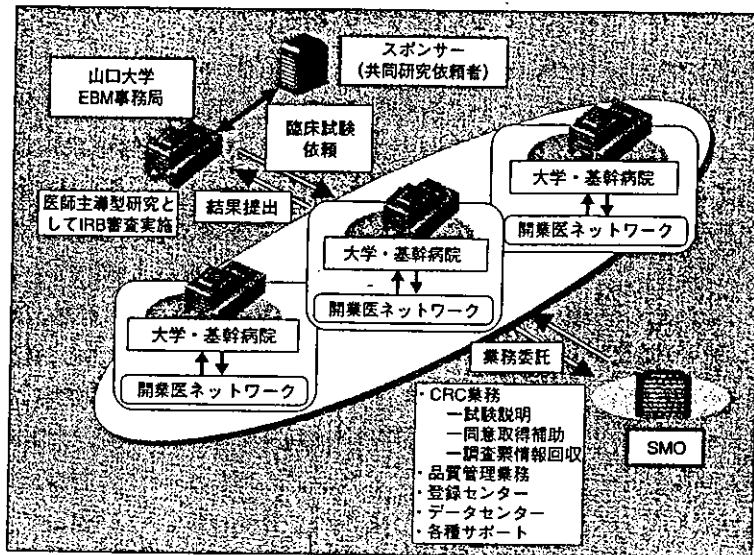 スポンサー
(共同研究依頼者)
山口大学
EBM事務局
臨床試験
依頼
医師主導型研究と
してIRB審査実施
結果提出
大学・基幹病院
開業医ネットワーク
大学・基幹病院
開業医ネットワーク
大学・基幹病院
開業医ネットワーク
業務委託
・CRC業務
ー試験説明
ー同意取得補助
ー調査票情報回収
・品質管理業務
・登録センター
・データセンター
・各種サポート
SMO